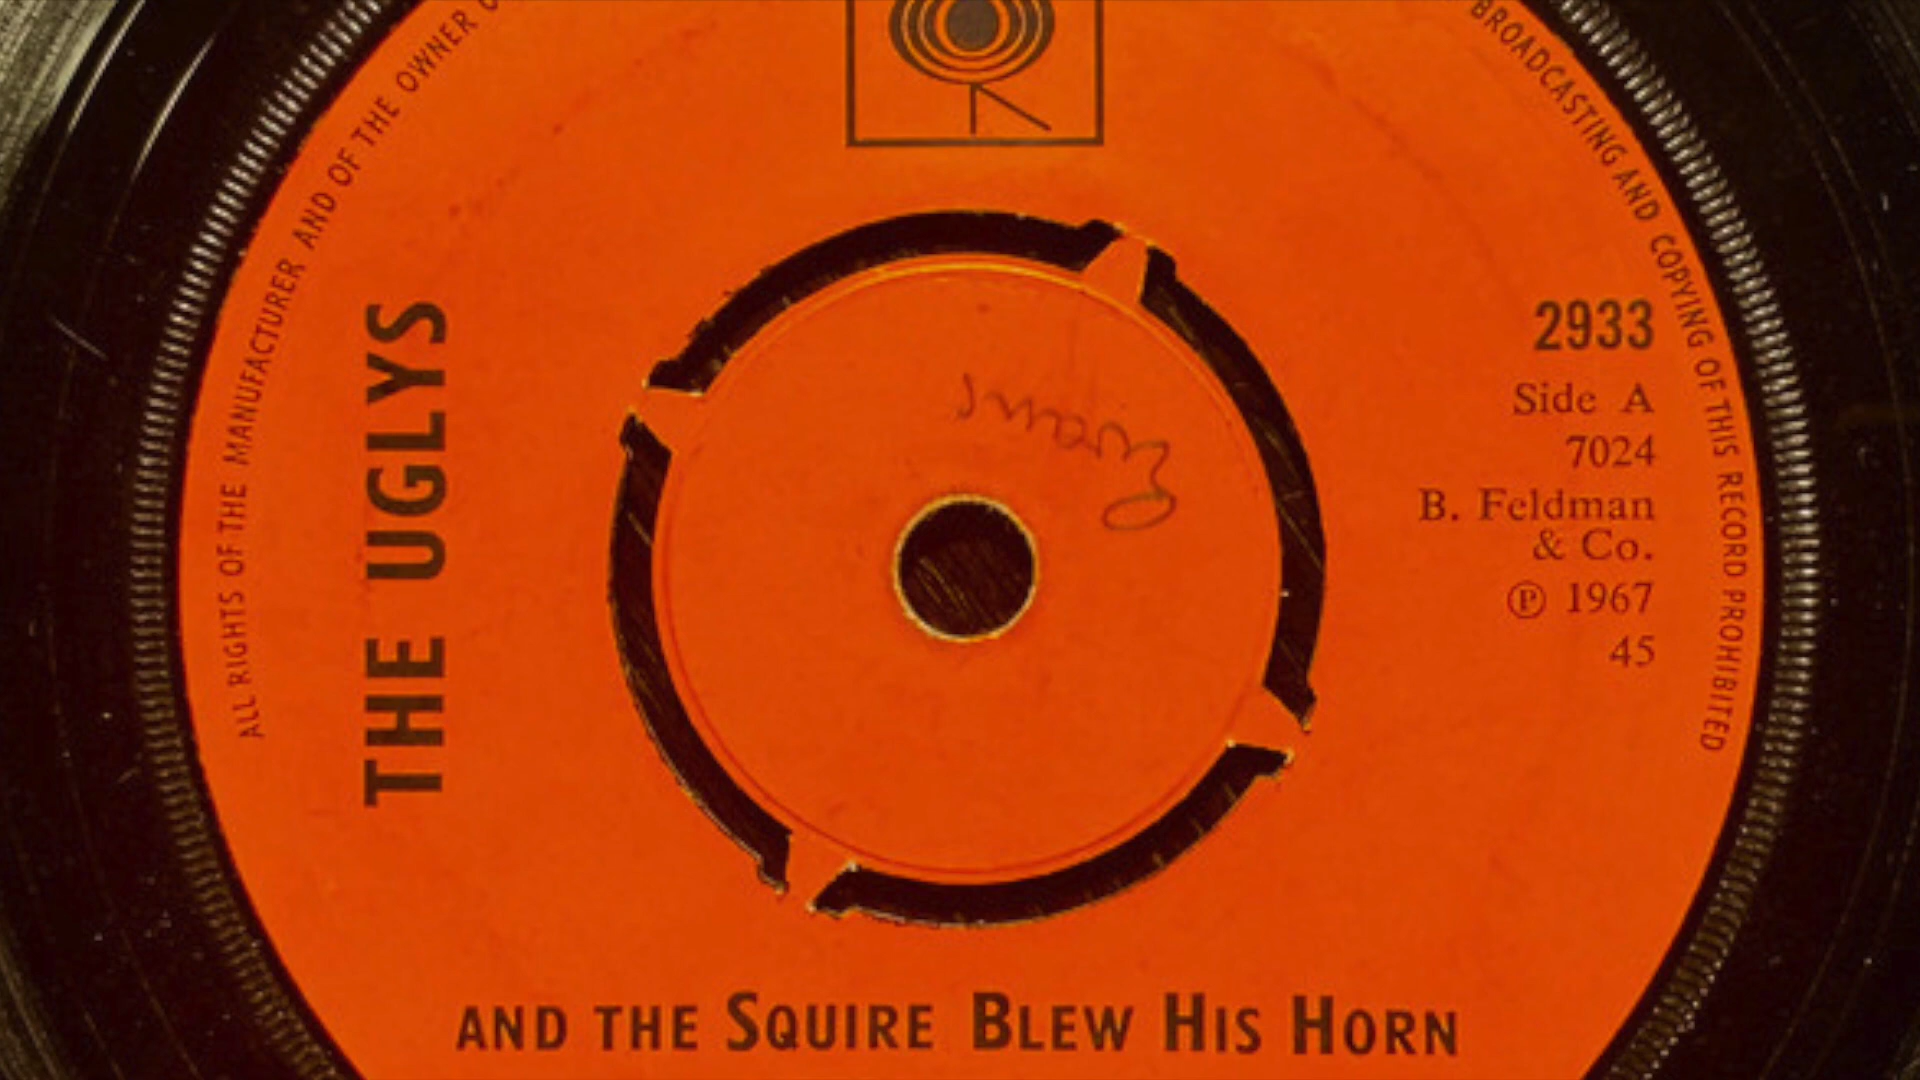 ALL RIGHTS OF THE MANUFACTURER AND OF THE OWNER
BROADCASTING AND COPYING OF THIS RECORD PROHIBITED
THE UGLYS
2933
Side A
7024
B. Feldman
& Co.
℗ 1967
45
Evans
AND THE SQUIRE BLEW HIS HORN